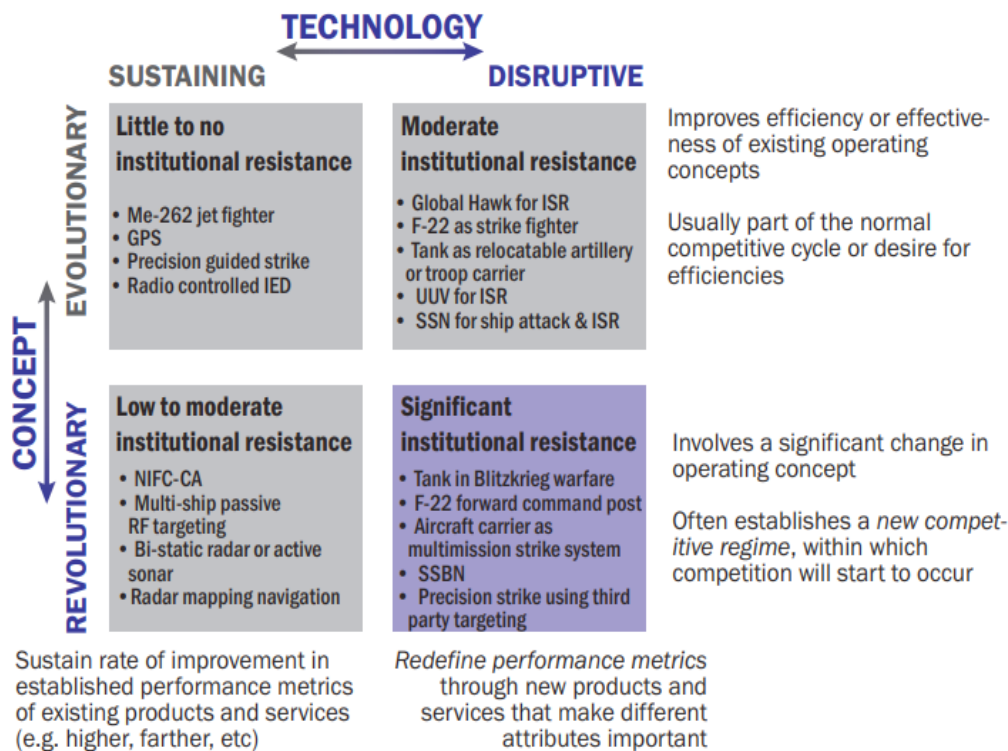 TECHNOLOGY
SUSTAINING
DISRUPTIVE
CONCEPT
EVOLUTIONARY
Little to no
institutional resistance
• Me-262 jet fighter
• GPS
• Precision guided strike
• Radio controlled IED
Moderate
institutional resistance
• Global Hawk for ISR
• F-22 as strike fighter
• Tank as relocatable artillery
or troop carrier
• UUV for ISR
• SSN for ship attack & ISR
Improves efficiency or effective-
ness of existing operating
concepts
Usually part of the normal
competitive cycle or desire for
efficiencies
REVOLUTIONARY
Low to moderate
institutional resistance
• NIFC-CA
• Multi-ship passive
RF targeting
• Bi-static radar or active
sonar
• Radar mapping navigation
Significant
institutional resistance
• Tank in Blitzkrieg warfare
• F-22 forward command post
• Aircraft carrier as
multimission strike system
• SSBN
• Precision strike using third
party targeting
Involves a significant change in
operating concept
Often establishes a new compet-
itive regime, within which
competition will start to occur
Sustain rate of improvement in
established performance metrics
of existing products and services
(e.g. higher, farther, etc)
Redefine performance metrics
through new products and
services that make different
attributes important